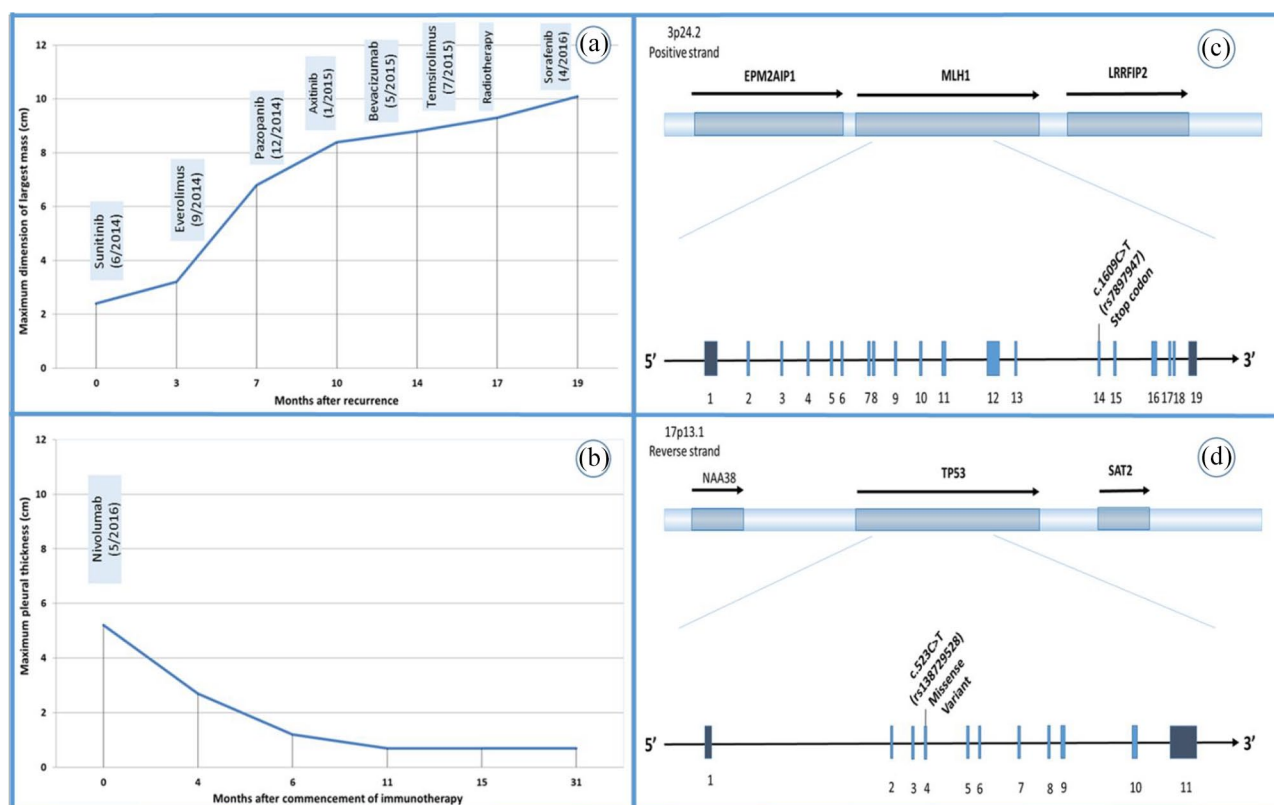 (a)
Maximum dimension of largest mass (cm)
12
10
8
6
4
2
0
Sunitinib
(6/2014)
Everolimus
(9/2014)
Pazopanib
(12/2014)
Axitinib
(1/2015)
Bevacizumab
(5/2015)
Temsirolimus
(7/2015)
Radiotherapy
Sorafenib
(4/2016)
0 3 7 10 14 17 19
Months after recurrence
(b)
Maximum pleural thickness (cm)
12
10
8
6
4
2
0
Nivolumab
(5/2016)
0 4 6 11 15 31
Months after commencement of immunotherapy
(c)
3p24.2
Positive strand
EPM2AIP1 MLH1 LRRFIP2
c.1609C>T
(rs7897947)
Stop codon
5’ 3’
1 2 3 4 5 6 7 8 9 10 11 12 13 14 15 16 17 18 19
(d)
17p13.1
Reverse strand
NAA38 TP53 SAT2
c.523C>T
(rs138729528)
Missense
Variant
5’ 3’
1 2 3 4 5 6 7 8 9 10 11